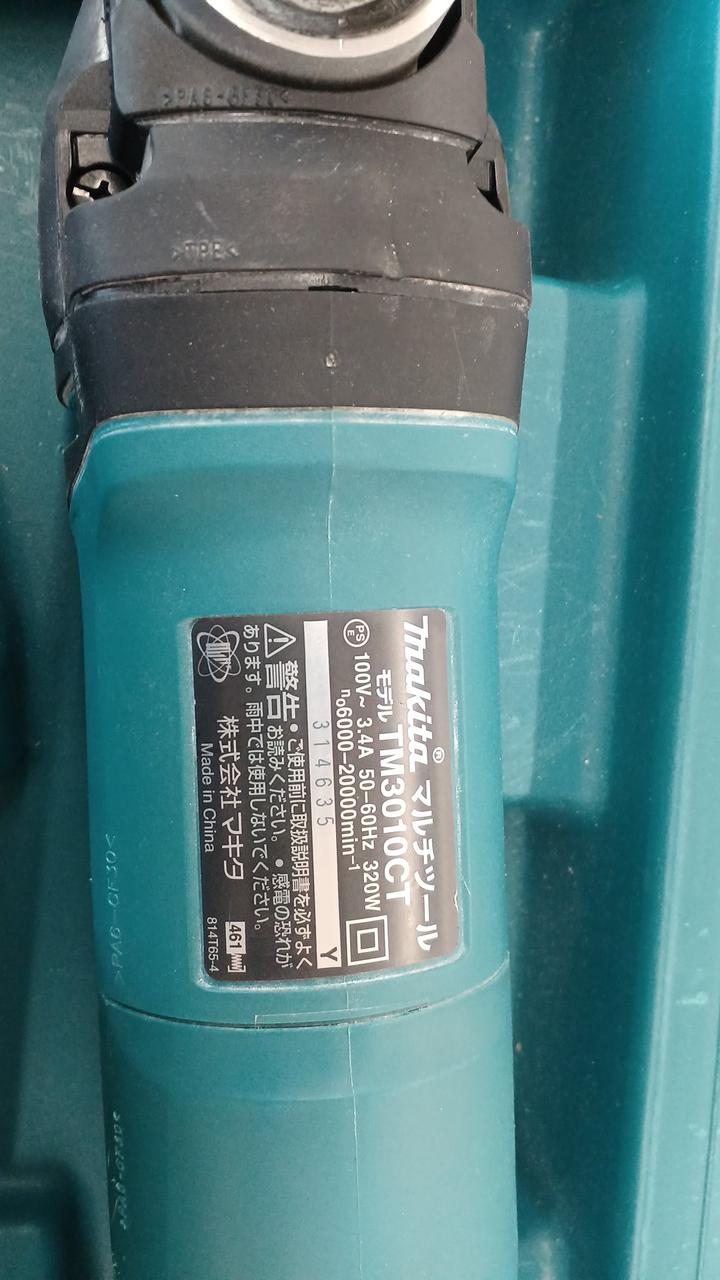 >PA6-GF30<
>TPE<
makita® マルチツール
モデル TM3010CT
PS E 100V~ 3.4A 50-60Hz 320W
n₀6000-20000min⁻¹
314635 Y
警告 • ご使用前に取扱説明書を必ずよく
お読みください。 • 感電の恐れが
あります。雨中では使用しないでください。
株式会社 マキタ 461
Made in China 814T65-4
>PA6-GF30<